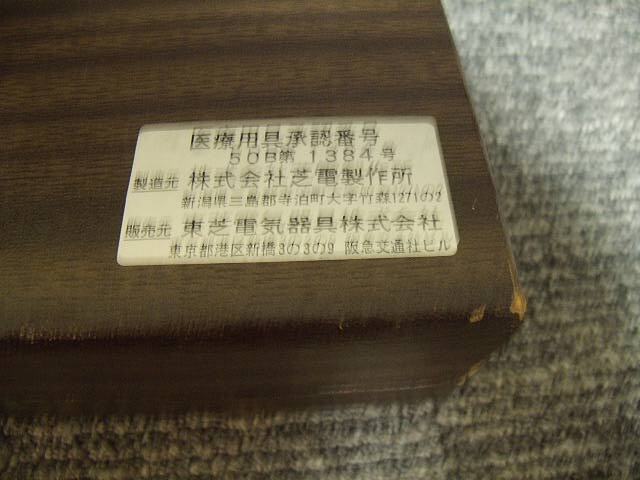 医療用具承認番号
50B第 1384号
製造元 株式会社芝電製作所
新潟県三島郡寺泊町大字竹森1271の2
販売元 東芝電気器具株式会社
東京都港区新橋3の3の9 阪急交通社ビル